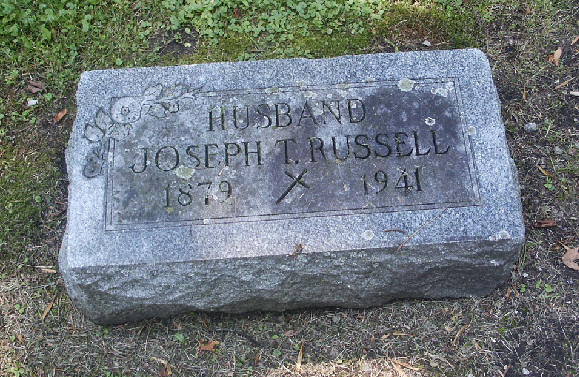 HUSBAND
JOSEPH T. RUSSELL
1879 1941